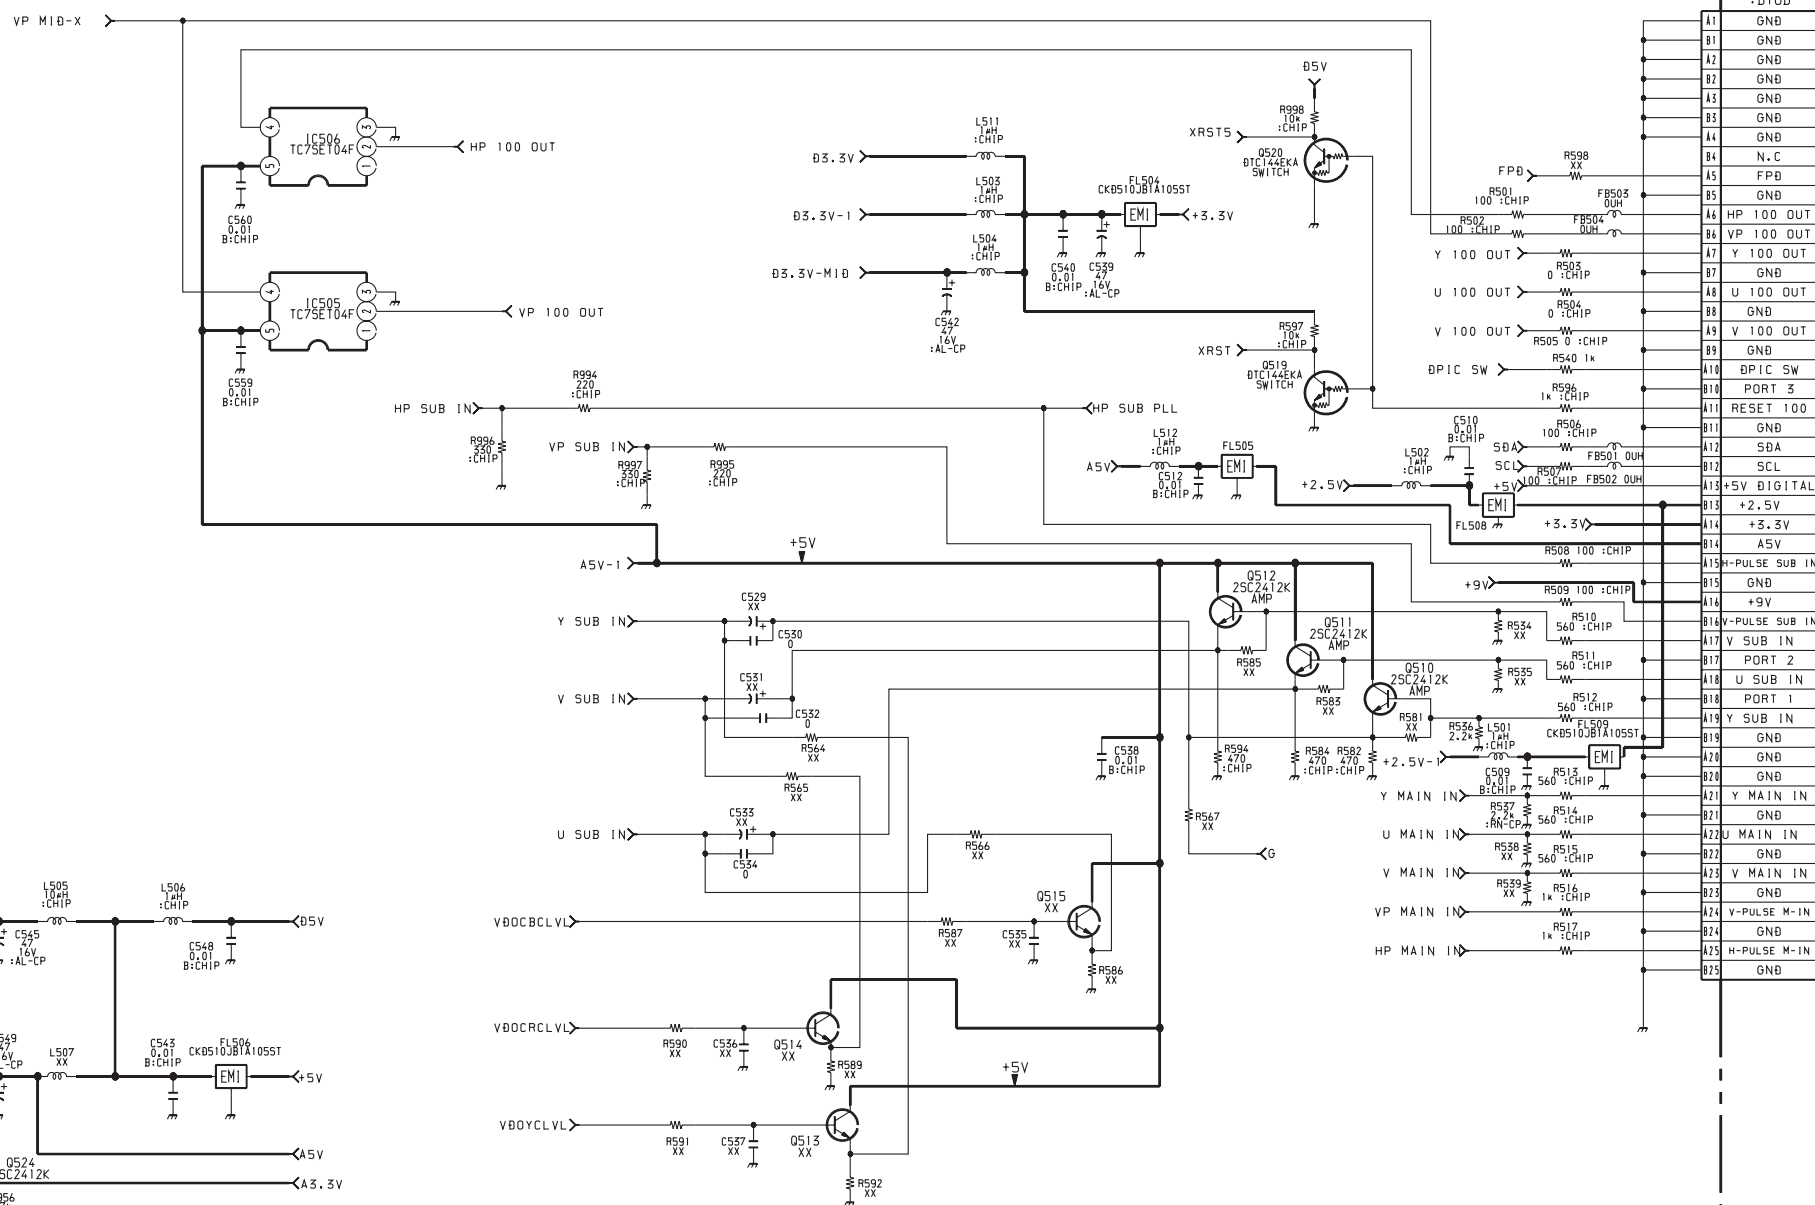 VP MID-X
IC506
TC7SET04F
4
3
2
1
5
HP 100 OUT
C560
0.01
B:CHIP
IC505
TC7SET04F
4
3
2
1
5
VP 100 OUT
C559
0.01
B:CHIP
D3.3V
L511
1μH
:CHIP
D3.3V-1
L503
1μH
:CHIP
D3.3V-MID
L504
1μH
:CHIP
C542
47
16V
:AL-CP
C540
0.01
B:CHIP
C539
47
16V
:AL-CP
FL504
CKD510JB1A105ST
EMI
+3.3V
D5V
R998
10k
:CHIP
XRST5
Q520
DTC144EKA
SWITCH
R597
10k
:CHIP
XRST
Q519
DTC144EKA
SWITCH
HP SUB IN
R994
220
:CHIP
R996
330
:CHIP
HP SUB PLL
VP SUB IN
R997
330
:CHIP
R995
220
:CHIP
A5V
L512
1μH
:CHIP
C512
0.01
B:CHIP
FL505
EMI
FPD
R598
XX
R501
100 :CHIP
FB503
0UH
R502
100 :CHIP
FB504
0UH
Y 100 OUT
R503
0 :CHIP
U 100 OUT
R504
0 :CHIP
V 100 OUT
R505 0 :CHIP
DPIC SW
R540 1k
R596
1k :CHIP
C510
0.01
B:CHIP
R506
100 :CHIP
SDA
FB501 0UH
SCL
R507
100 :CHIP
FB502 0UH
L502
1μH
:CHIP
+2.5V
+5V
EMI
FL508
+3.3V
R508 100 :CHIP
+9V
R509 100 :CHIP
A5V-1
+5V
Q512
2SC2412K
AMP
Q511
2SC2412K
AMP
Q510
2SC2412K
AMP
Y SUB IN
C529
XX
C530
0
V SUB IN
C531
XX
C532
0
R564
XX
R565
XX
U SUB IN
C533
XX
C534
0
R566
XX
R585
XX
R583
XX
R581
XX
R534
XX
R535
XX
R510
560 :CHIP
R511
560 :CHIP
R512
560 :CHIP
R536
2.2k
L501
1μH
:CHIP
FL509
CKD510JB1A105ST
EMI
+2.5V-1
C538
0.01
B:CHIP
R594
470
:CHIP
R584
470
:CHIP
R582
470
:CHIP
R567
XX
G
C509
0.01
B:CHIP
R513
560 :CHIP
Y MAIN IN
R537
2.2k
:RN-CP
R514
560 :CHIP
U MAIN IN
R538
XX
R515
560 :CHIP
V MAIN IN
R539
XX
R516
1k :CHIP
VP MAIN IN
R517
1k :CHIP
HP MAIN IN
VDOCBCLVL
R587
XX
C535
XX
Q515
XX
R586
XX
VDOCRCLVL
R590
XX
C536
XX
Q514
XX
R589
XX
+5V
VDOYCLVL
R591
XX
C537
XX
Q513
XX
R592
XX
L505
10μH
:CHIP
L506
1μH
:CHIP
D5V
C545
47
16V
:AL-CP
C548
0.01
B:CHIP
L507
XX
C543
0.01
B:CHIP
FL506
CKD510JB1A105ST
EMI
+5V
A5V
Q524
A3.3V
A1 GND
B1 GND
A2 GND
B2 GND
A3 GND
B3 GND
A4 GND
B4 N.C
A5 FPD
B5 GND
A6 HP 100 OUT
B6 VP 100 OUT
A7 Y 100 OUT
B7 GND
A8 U 100 OUT
B8 GND
A9 V 100 OUT
B9 GND
A10 DPIC SW
B10 PORT 3
A11 RESET 100
B11 GND
A12 SDA
B12 SCL
A13 +5V DIGITAL
B13 +2.5V
A14 +3.3V
B14 A5V
A15 H-PULSE SUB IN
B15 GND
A16 +9V
B16 V-PULSE SUB IN
A17 V SUB IN
B17 PORT 2
A18 U SUB IN
B18 PORT 1
A19 Y SUB IN
B19 GND
A20 GND
B20 GND
A21 Y MAIN IN
B21 GND
A22 U MAIN IN
B22 GND
A23 V MAIN IN
B23 GND
A24 V-PULSE M-IN
B24 GND
A25 H-PULSE M-IN
B25 GND